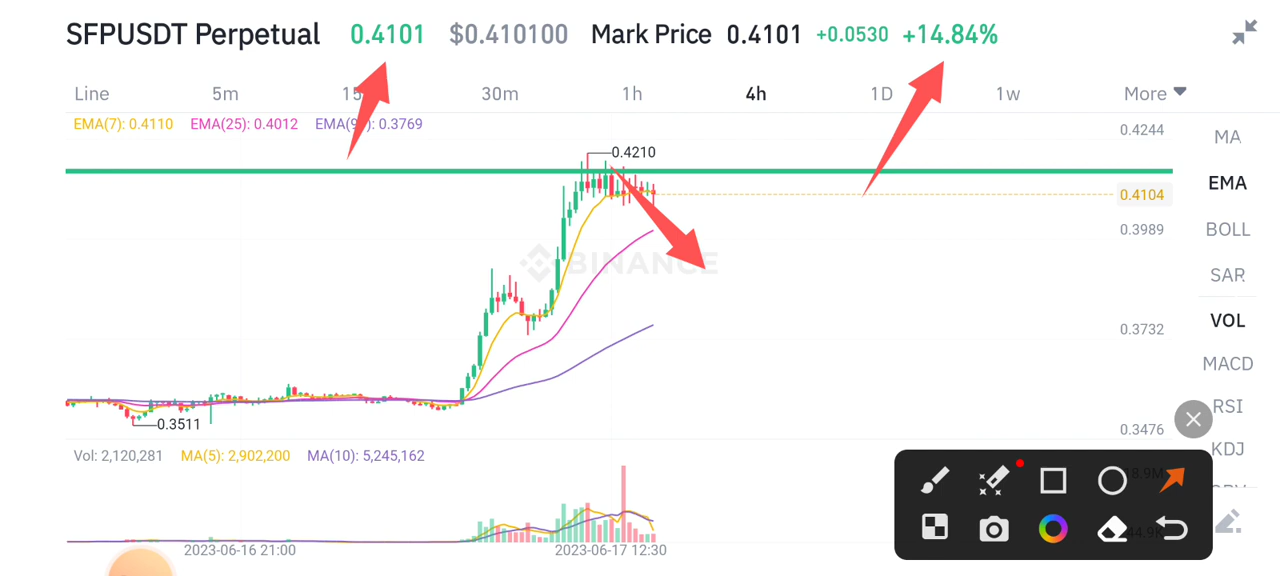 SFPUSDT Perpetual 0.4101 $0.410100 Mark Price 0.4101 +0.0530 +14.84%
Line 5m 30m 1h 4h 1D 1w More
EMA(7): 0.4110 EMA(25): 0.4012 0.3769
0.4244
MA
0.4210
EMA
0.4104
0.3989
BOLL
BINANCE
SAR
VOL
0.3732
MACD
RSI
0.3511
0.3476
KDJ
Vol: 2,120,281 MA(5): 2,902,200 MA(10): 5,245,162
2023-06-16 21:00 2023-06-17 12:30